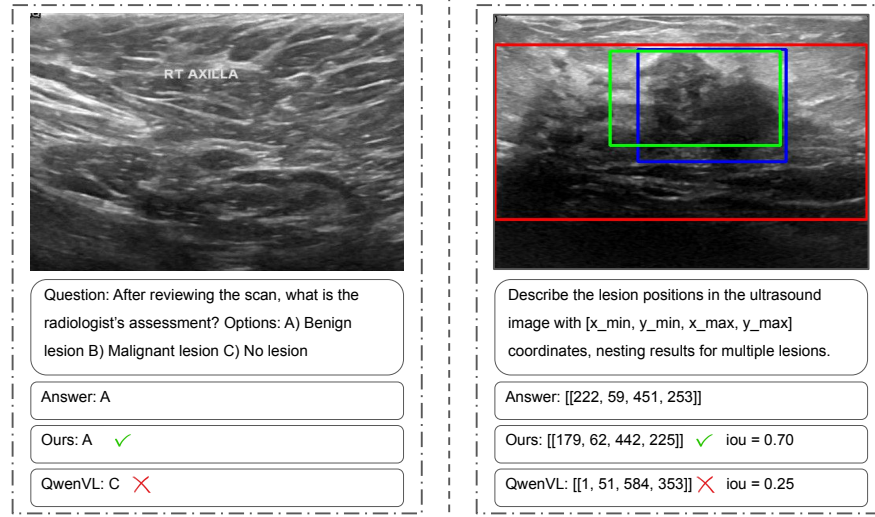 RT AXILLA
Question: After reviewing the scan, what is the
radiologist's assessment? Options: A) Benign
lesion B) Malignant lesion C) No lesion
Answer: A
Ours: A
QwenVL: C
Describe the lesion positions in the ultrasound
image with [x_min, y_min, x_max, y_max]
coordinates, nesting results for multiple lesions.
Answer: [[222, 59, 451, 253]]
Ours: [[179, 62, 442, 225]] iou = 0.70
QwenVL: [[1, 51, 584, 353]] iou = 0.25